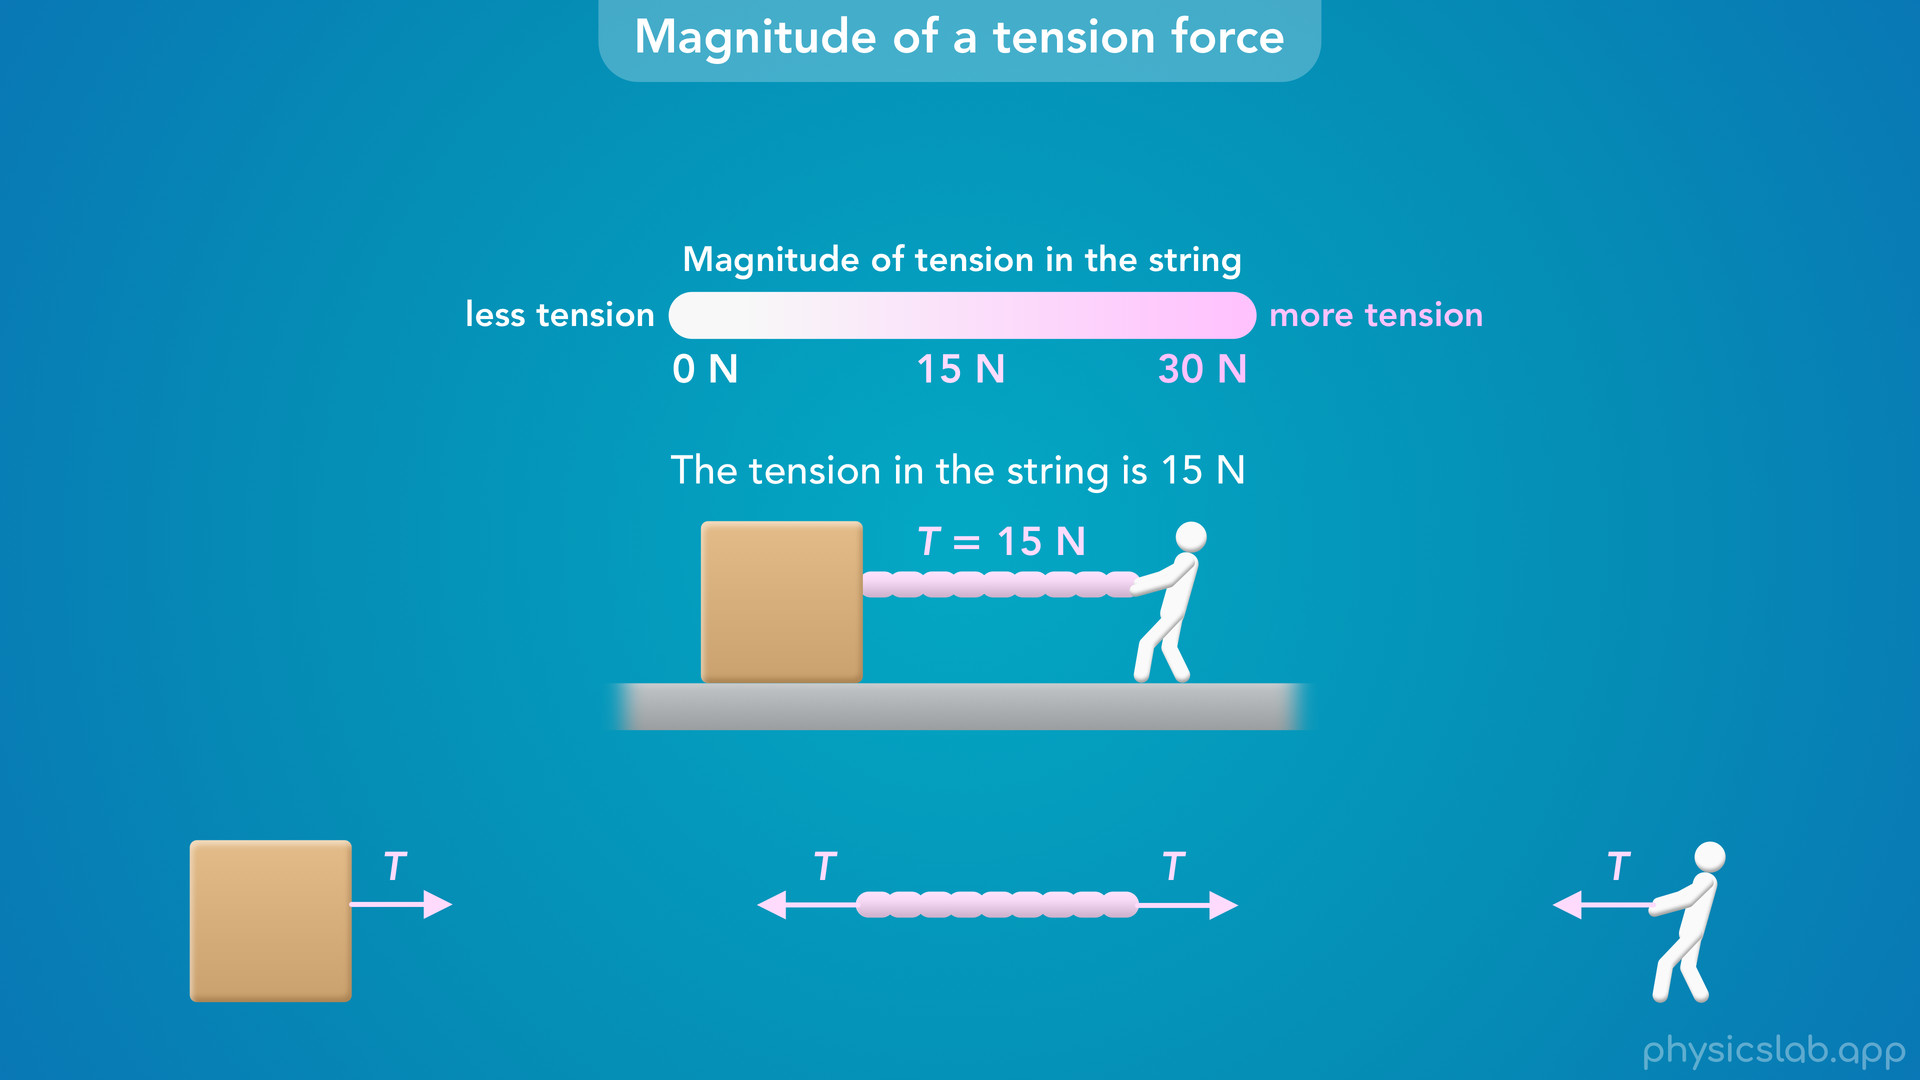 Magnitude of a tension force
Magnitude of tension in the string
less tension
more tension
0 N
15 N
30 N
The tension in the string is 15 N
T = 15 N
T
T
T
T
physicslab.app